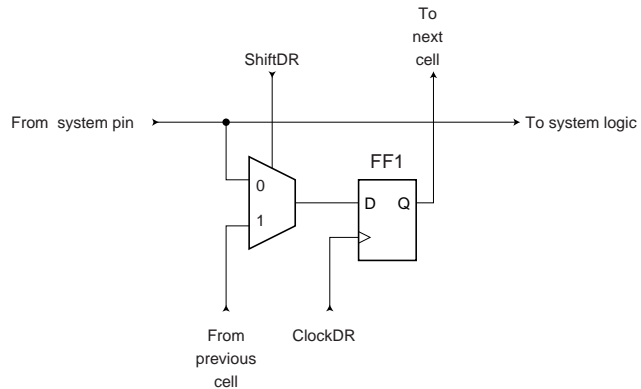 To
next
cell
ShiftDR
From system pin
To system logic
FF1
0
D Q
1
From
previous
cell
ClockDR